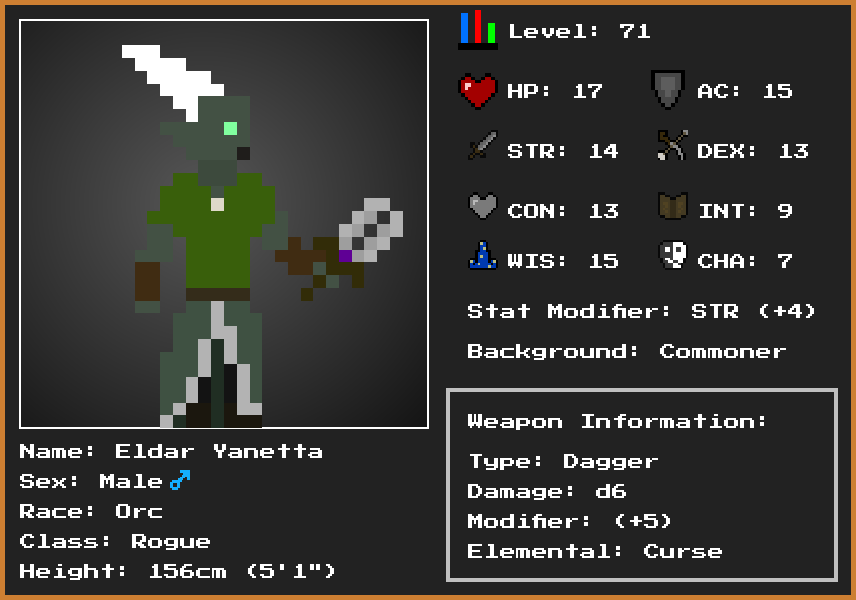 Level: 71
HP: 17
AC: 15
STR: 14
DEX: 13
CON: 13
INT: 9
WIS: 15
CHA: 7
Stat Modifier: STR (+4)
Background: Commoner
Weapon Information:
Type: Dagger
Damage: d6
Modifier: (+5)
Elemental: Curse
Name: Eldar Yanetta
Sex: Male ♂
Race: Orc
Class: Rogue
Height: 156cm (5'1")